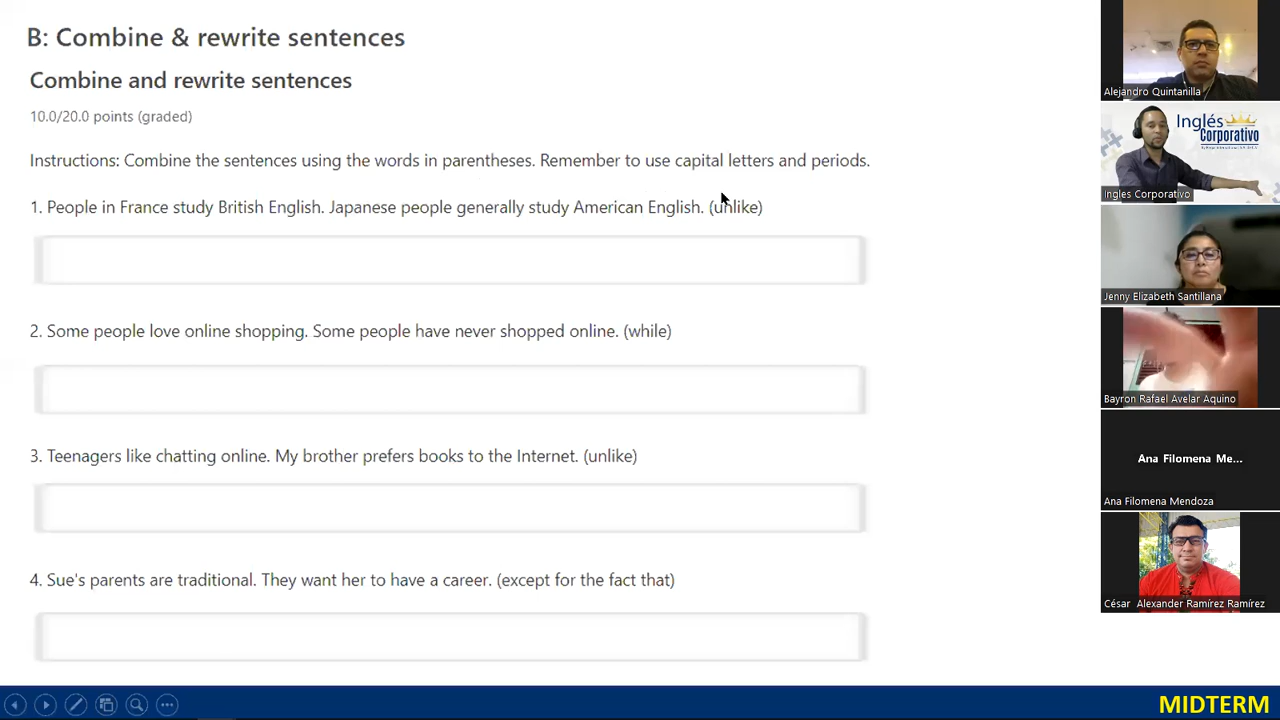 B: Combine & rewrite sentences
Combine and rewrite sentences
10.0/20.0 points (graded)
Instructions: Combine the sentences using the words in parentheses. Remember to use capital letters and periods.
1. People in France study British English. Japanese people generally study American English. (unlike)
2. Some people love online shopping. Some people have never shopped online. (while)
3. Teenagers like chatting online. My brother prefers books to the Internet. (unlike)
4. Sue's parents are traditional. They want her to have a career. (except for the fact that)
MIDTERM
Alejandro Quintanilla
Inglés
Corporativo
Ingles Corporativo
Jenny Elizabeth Santillana
Bayron Rafael Avelar Aquino
Ana Filomena Me...
Ana Filomena Mendoza
César Alexander Ramírez Ramírez